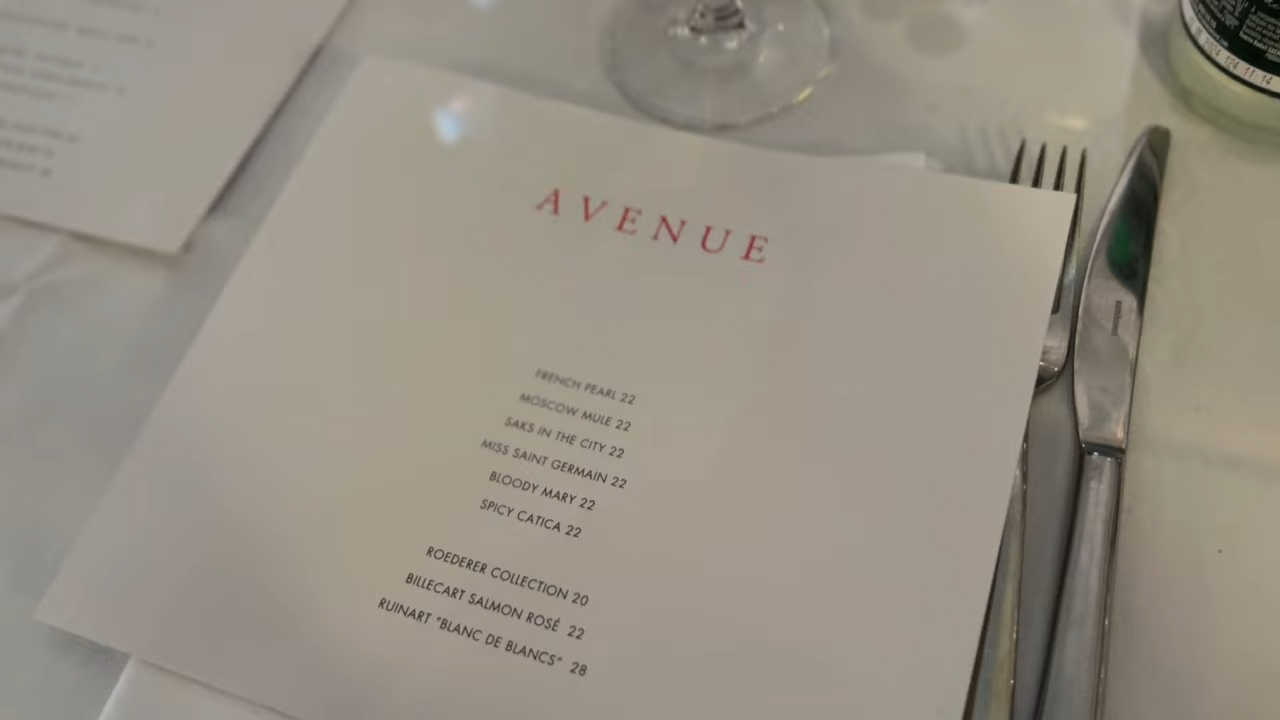 AVENUE
FRENCH PEARL 22
MOSCOW MULE 22
SAKS IN THE CITY 22
MISS SAINT GERMAIN 22
BLOODY MARY 22
SPICY CATICA 22
ROEDERER COLLECTION 20
BILLECART SALMON ROSÉ 22
RUINART "BLANC DE BLANCS" 28